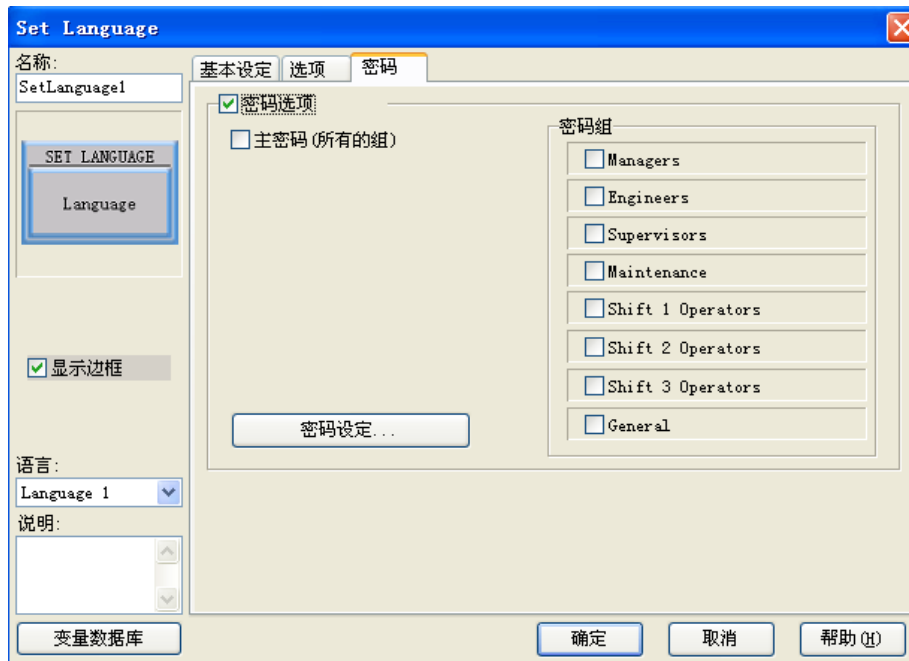 Set Language
名称:
SetLanguage1
SET LANGUAGE
Language
显示边框
语言:
Language 1
说明:
变量数据库
基本设定 选项 密码
密码选项
主密码(所有的组)
密码设定...
密码组
Managers
Engineers
Supervisors
Maintenance
Shift 1 Operators
Shift 2 Operators
Shift 3 Operators
General
确定 取消 帮助(H)